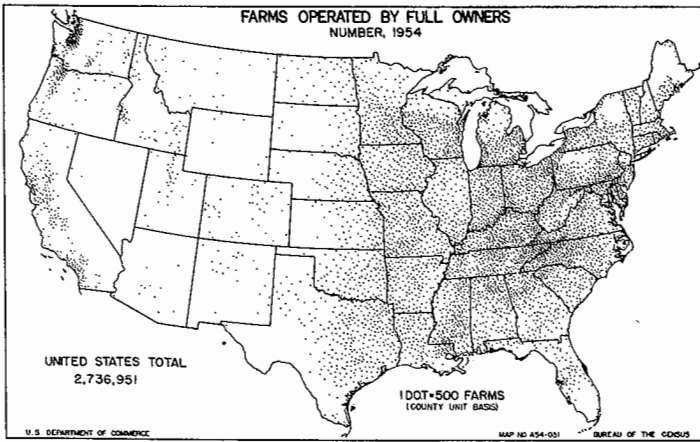 FARMS OPERATED BY FULL OWNERS
NUMBER, 1954
UNITED STATES TOTAL
2,736,951
1 DOT=500 FARMS
(COUNTY UNIT BASIS)
U. S. DEPARTMENT OF COMMERCE
MAP NO. A54-051
BUREAU OF THE CENSUS